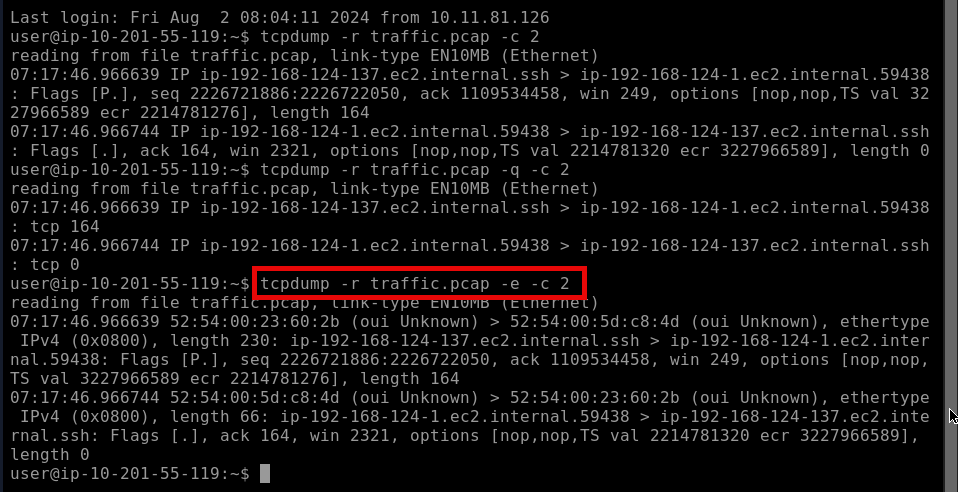 Last login: Fri Aug  2 08:04:11 2024 from 10.11.81.126
user@ip-10-201-55-119:~$ tcpdump -r traffic.pcap -c 2
reading from file traffic.pcap, link-type EN10MB (Ethernet)
07:17:46.966639 IP ip-192-168-124-137.ec2.internal.ssh > ip-192-168-124-1.ec2.internal.59438
: Flags [P.], seq 2226721886:2226722050, ack 1109534458, win 249, options [nop,nop,TS val 32
27966589 ecr 2214781276], length 164
07:17:46.966744 IP ip-192-168-124-1.ec2.internal.59438 > ip-192-168-124-137.ec2.internal.ssh
: Flags [.], ack 164, win 2321, options [nop,nop,TS val 2214781320 ecr 3227966589], length 0
user@ip-10-201-55-119:~$ tcpdump -r traffic.pcap -q -c 2
reading from file traffic.pcap, link-type EN10MB (Ethernet)
07:17:46.966639 IP ip-192-168-124-137.ec2.internal.ssh > ip-192-168-124-1.ec2.internal.59438
: tcp 164
07:17:46.966744 IP ip-192-168-124-1.ec2.internal.59438 > ip-192-168-124-137.ec2.internal.ssh
: tcp 0
user@ip-10-201-55-119:~$ tcpdump -r traffic.pcap -e -c 2
reading from file traffic.pcap, link-type EN10MB (Ethernet)
07:17:46.966639 52:54:00:23:60:2b (oui Unknown) > 52:54:00:5d:c8:4d (oui Unknown), ethertype
 IPv4 (0x0800), length 230: ip-192-168-124-137.ec2.internal.ssh > ip-192-168-124-1.ec2.inter
nal.59438: Flags [P.], seq 2226721886:2226722050, ack 1109534458, win 249, options [nop,nop,
TS val 3227966589 ecr 2214781276], length 164
07:17:46.966744 52:54:00:5d:c8:4d (oui Unknown) > 52:54:00:23:60:2b (oui Unknown), ethertype
 IPv4 (0x0800), length 66: ip-192-168-124-1.ec2.internal.59438 > ip-192-168-124-137.ec2.inte
rnal.ssh: Flags [.], ack 164, win 2321, options [nop,nop,TS val 2214781320 ecr 3227966589],
length 0
user@ip-10-201-55-119:~$